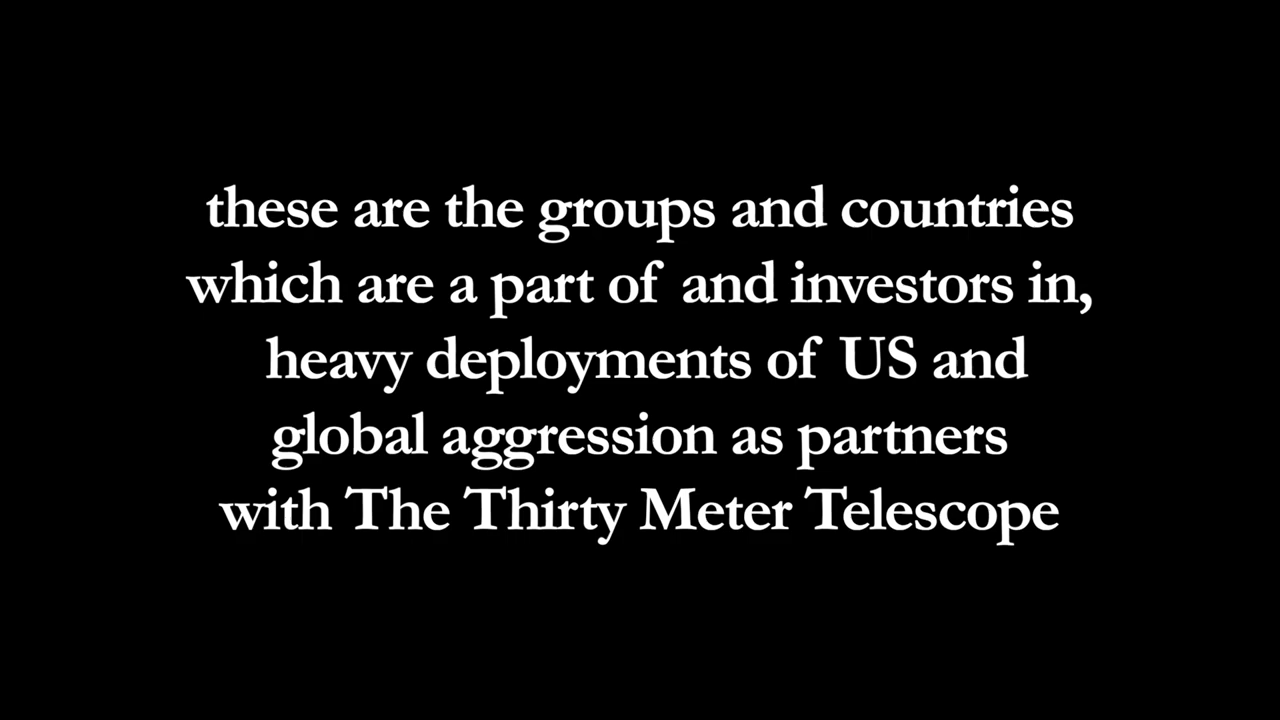 these are the groups and countries
which are a part of and investors in,
heavy deployments of US and
global aggression as partners
with The Thirty Meter Telescope